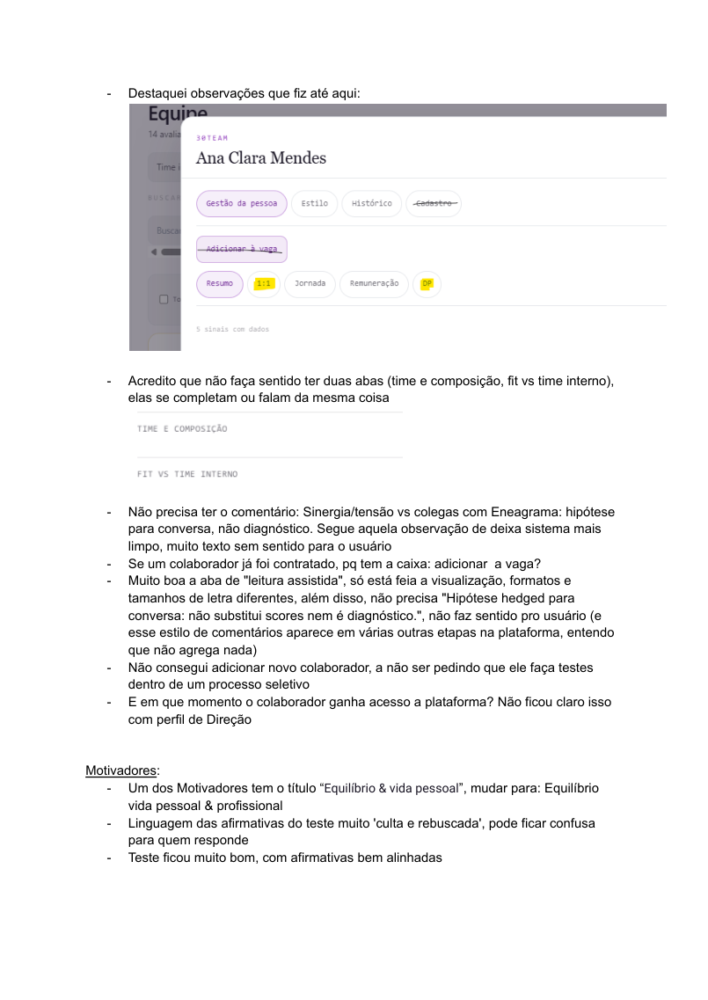 - Destaquei observações que fiz até aqui:
Equipe
14 avalia
30TEAM
Ana Clara Mendes
Time i
BUSCAR
Gestão da pessoa Estilo Histórico Cadastro
Busca
Adicionar à vaga
Resumo 1:1 Jornada Remuneração DP
To
5 sinais com dados
- Acredito que não faça sentido ter duas abas (time e composição, fit vs time interno),
elas se completam ou falam da mesma coisa
TIME E COMPOSIÇÃO
FIT VS TIME INTERNO
- Não precisa ter o comentário: Sinergia/tensão vs colegas com Eneagrama: hipótese
para conversa, não diagnóstico. Segue aquela observação de deixa sistema mais
limpo, muito texto sem sentido para o usuário
- Se um colaborador já foi contratado, pq tem a caixa: adicionar  a vaga?
- Muito boa a aba de "leitura assistida", só está feia a visualização, formatos e
tamanhos de letra diferentes, além disso, não precisa "Hipótese hedged para
conversa: não substitui scores nem é diagnóstico.", não faz sentido pro usuário (e
esse estilo de comentários aparece em várias outras etapas na plataforma, entendo
que não agrega nada)
- Não consegui adicionar novo colaborador, a não ser pedindo que ele faça testes
dentro de um processo seletivo
- E em que momento o colaborador ganha acesso a plataforma? Não ficou claro isso
com perfil de Direção
Motivadores:
- Um dos Motivadores tem o título “Equilíbrio & vida pessoal”, mudar para: Equilíbrio
vida pessoal & profissional
- Linguagem das afirmativas do teste muito 'culta e rebuscada', pode ficar confusa
para quem responde
- Teste ficou muito bom, com afirmativas bem alinhadas